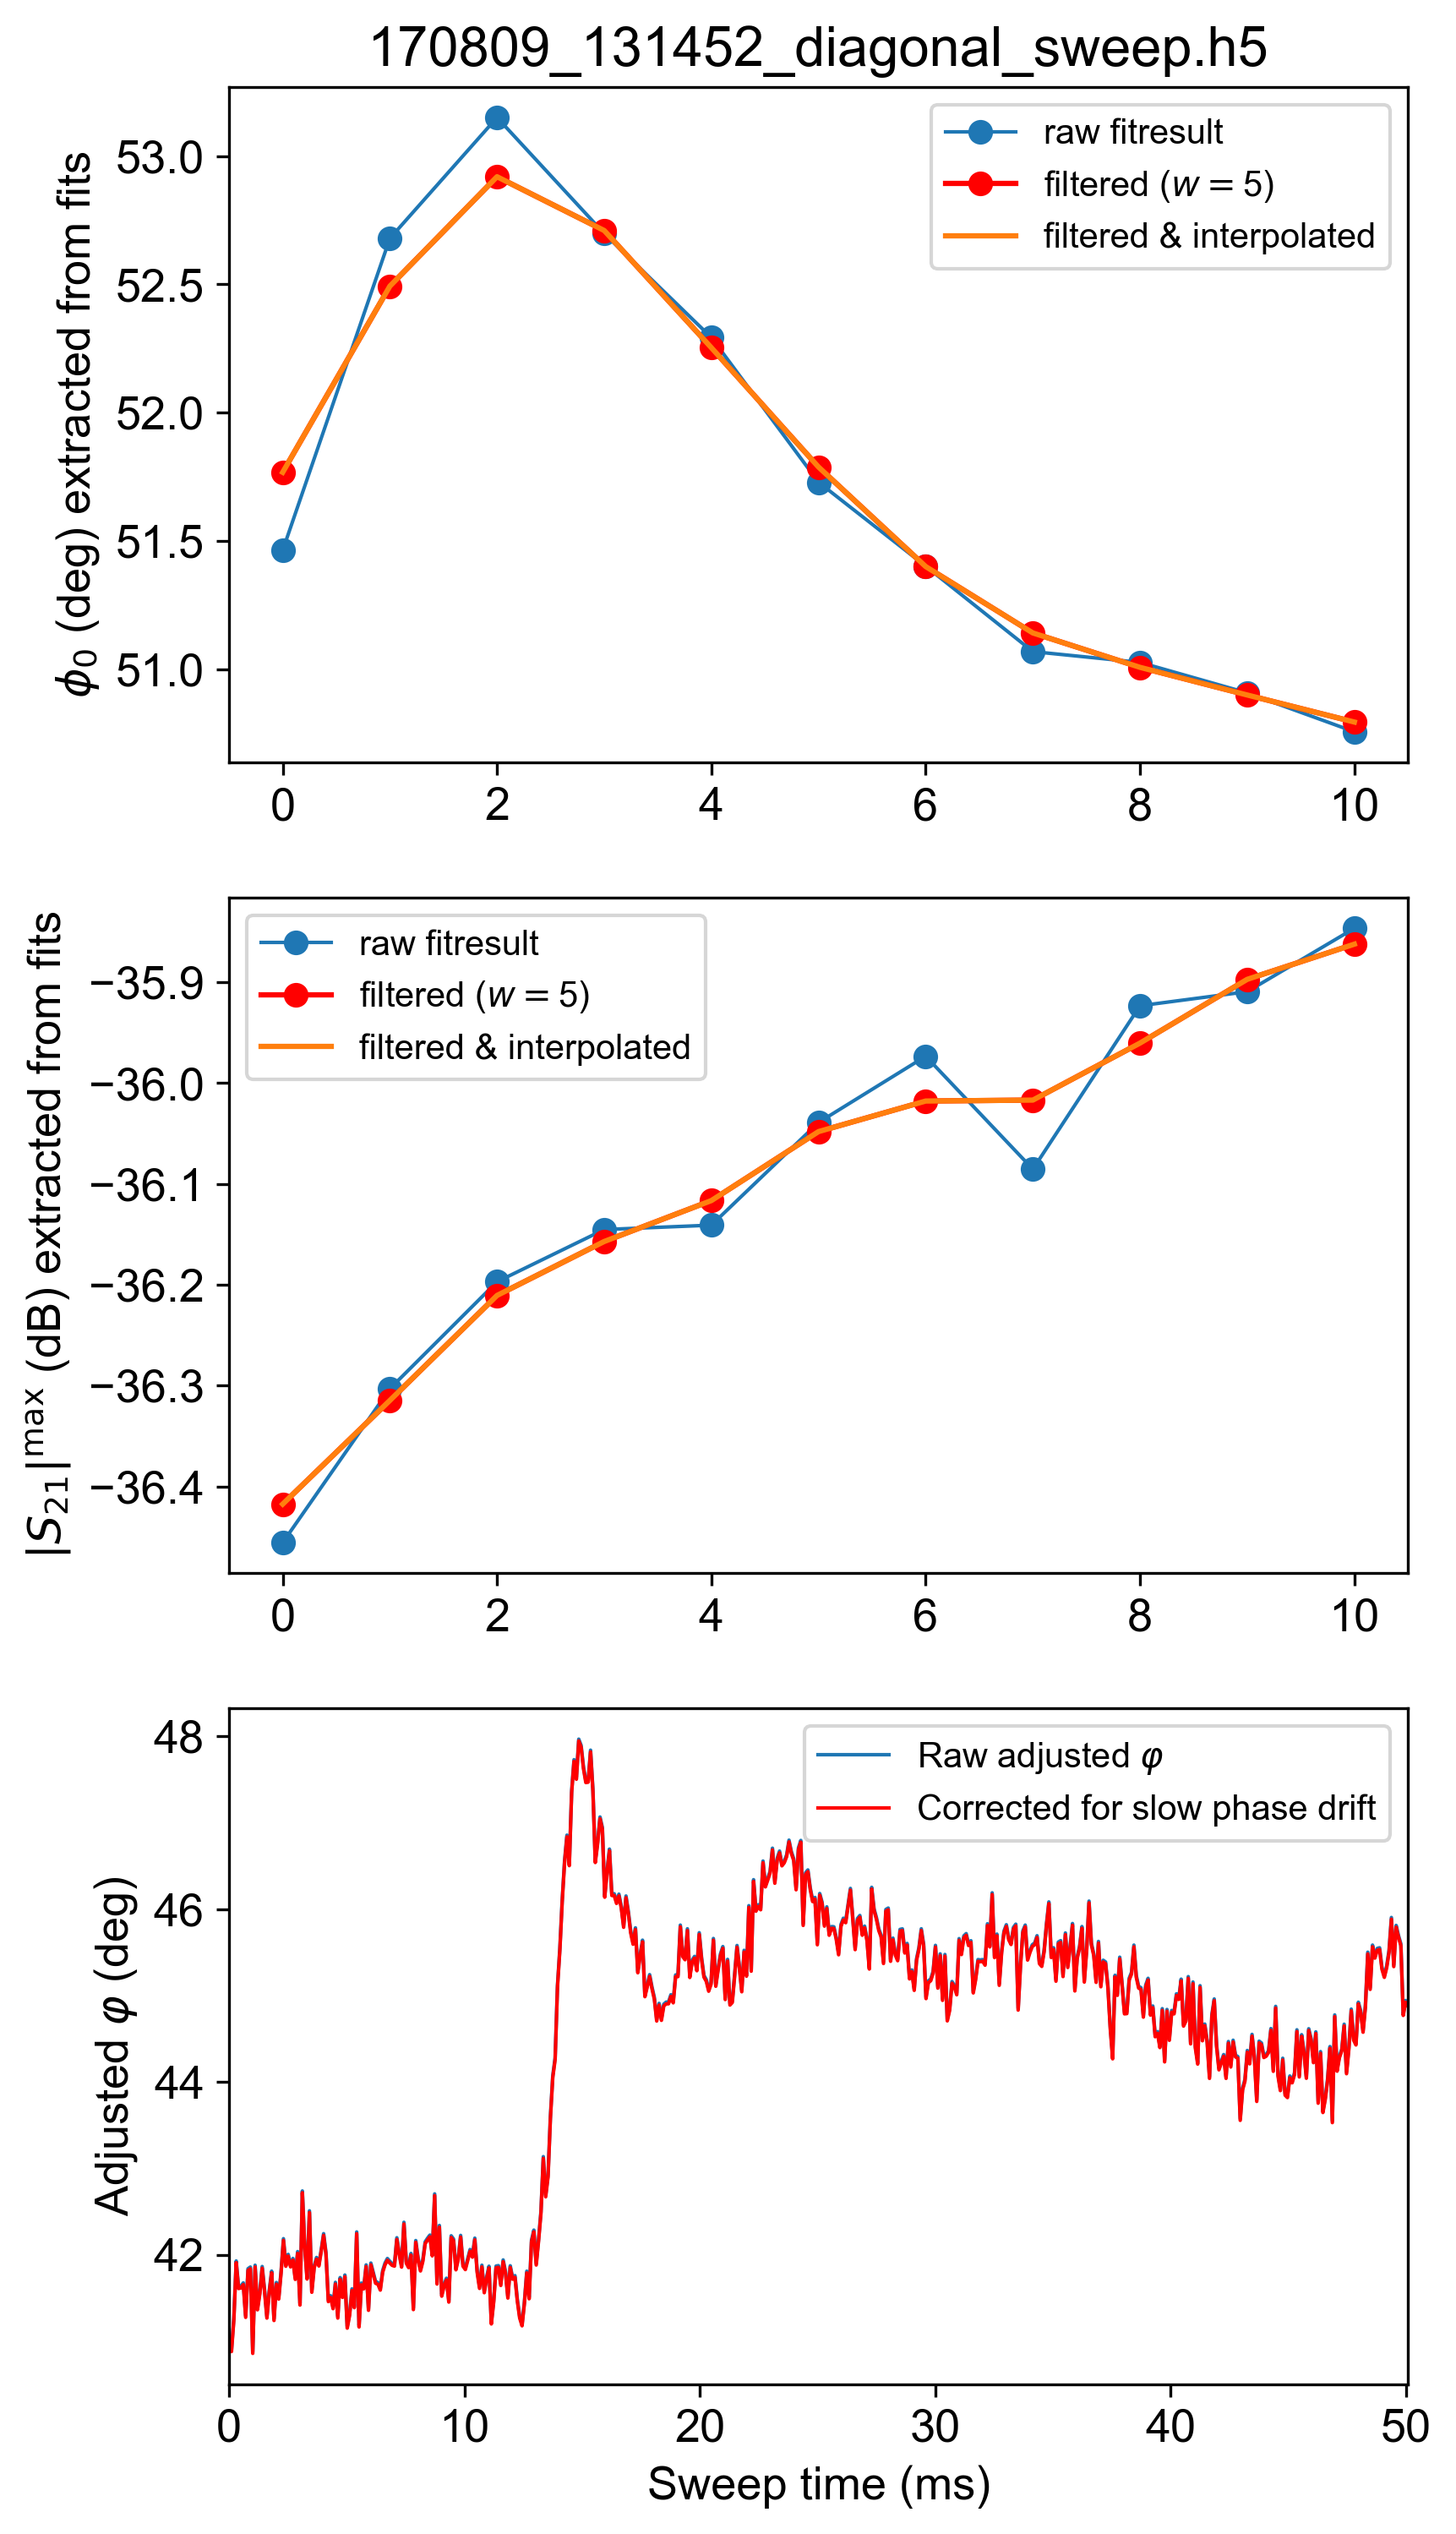 170809_131452_diagonal_sweep.h5
ϕ₀ (deg) extracted from fits
53.0
52.5
52.0
51.5
51.0
raw fitresult
filtered (w = 5)
filtered & interpolated
0 2 4 6 8 10
|S₂₁|ᵐᵃˣ (dB) extracted from fits
−35.9
−36.0
−36.1
−36.2
−36.3
−36.4
raw fitresult
filtered (w = 5)
filtered & interpolated
0 2 4 6 8 10
Adjusted φ (deg)
48
46
44
42
Raw adjusted φ
Corrected for slow phase drift
0 10 20 30 40 50
Sweep time (ms)